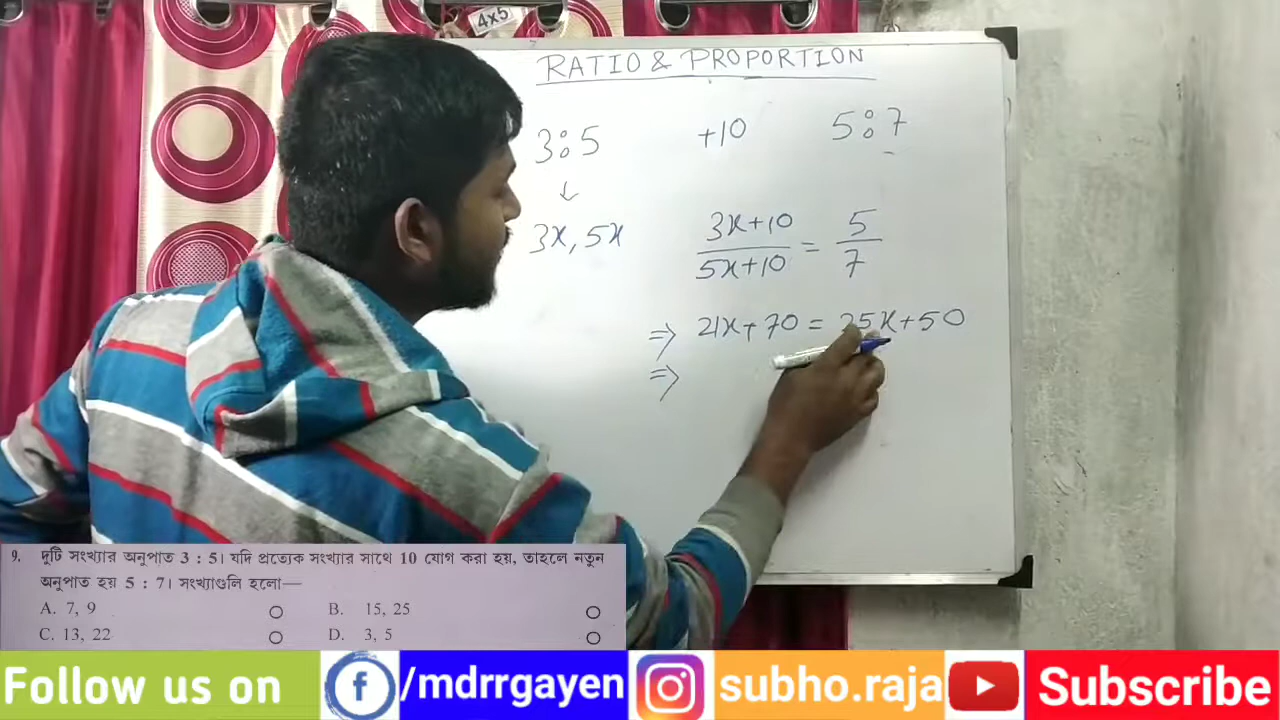 4x5
RATIO & PROPORTION
3:5 +10 5:7
↓
3x, 5x
3x+10 / 5x+10 = 5 / 7
⇒ 21x+70 = 25x+50
⇒
9. দুটি সংখ্যার অনুপাত 3 : 5। যদি প্রত্যেক সংখ্যার সাথে 10 যোগ করা হয়, তাহলে নতুন
অনুপাত হয় 5 : 7। সংখ্যাগুলি হলো—
A. 7, 9 B. 15, 25
C. 13, 22 D. 3, 5
Follow us on f /mdrrgayen subho.raja Subscribe